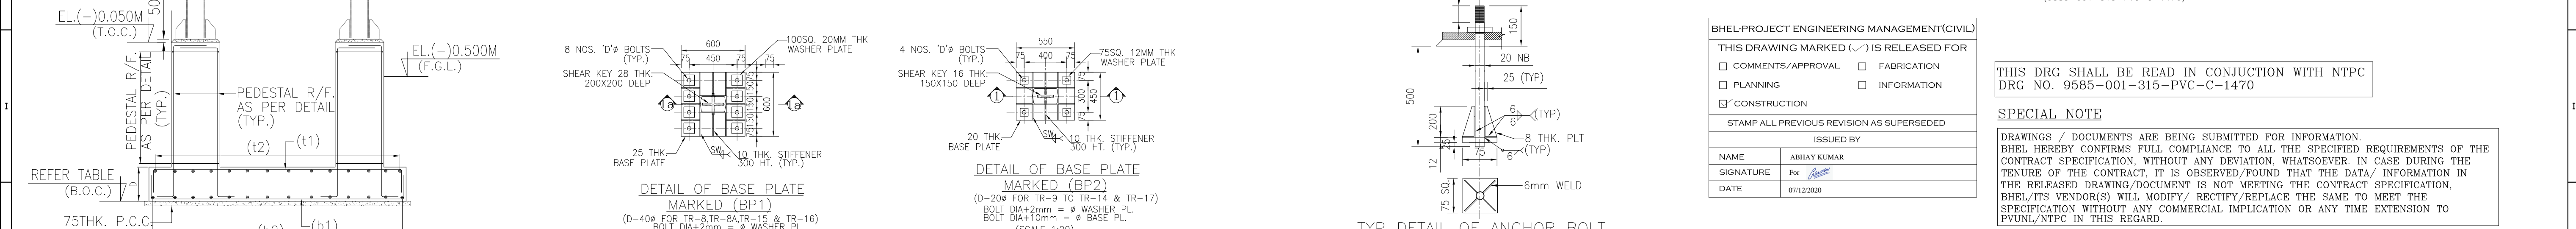 EL.(-)0.050M
(T.O.C.)
50
EL.(-)0.500M
(F.G.L.)
PEDESTAL R/F.
AS PER DETAIL
(TYP.)
PEDESTAL R/F.
AS PER DETAIL
(TYP.)
(t2)
(t1)
REFER TABLE
(B.O.C.)
D
75THK. P.C.C.
(b1)
8 NOS. 'D'ø BOLTS
(TYP.)
SHEAR KEY 28 THK.
200X200 DEEP
600
75 450 75 75
100SQ. 20MM THK
WASHER PLATE
75 150 150 150 75
600
1a
1a
25 THK.
BASE PLATE
SW
10 THK. STIFFENER
300 HT. (TYP.)
DETAIL OF BASE PLATE
MARKED (BP1)
(D-40ø FOR TR-8,TR-8A,TR-15 & TR-16)
BOLT DIA+2mm = ø WASHER PL.
4 NOS. 'D'ø BOLTS
(TYP.)
SHEAR KEY 16 THK.
150X150 DEEP
550
75 400 75
75SQ. 12MM THK
WASHER PLATE
75 300 75
450
1
1
20 THK.
BASE PLATE
SW
10 THK. STIFFENER
300 HT. (TYP.)
DETAIL OF BASE PLATE
MARKED (BP2)
(D-20ø FOR TR-9 TO TR-14 & TR-17)
BOLT DIA+2mm = ø WASHER PL.
BOLT DIA+10mm = ø BASE PL.
(SCALE 1:20)
150
20 NB
25 (TYP)
500
200
6
6
(TYP)
8 THK. PLT
(TYP)
6
25
12
75
75 SQ.
6mm WELD
TYP. DETAIL OF ANCHOR BOLT
BHEL-PROJECT ENGINEERING MANAGEMENT(CIVIL)
THIS DRAWING MARKED (✓) IS RELEASED FOR
☐ COMMENTS/APPROVAL ☐ FABRICATION
☐ PLANNING ☐ INFORMATION
☑ CONSTRUCTION
STAMP ALL PREVIOUS REVISION AS SUPERSEDED
ISSUED BY
NAME ABHAY KUMAR
SIGNATURE For
DATE 07/12/2020
THIS DRG SHALL BE READ IN CONJUCTION WITH NTPC
DRG NO. 9585-001-315-PVC-C-1470
SPECIAL NOTE
DRAWINGS / DOCUMENTS ARE BEING SUBMITTED FOR INFORMATION.
BHEL HEREBY CONFIRMS FULL COMPLIANCE TO ALL THE SPECIFIED REQUIREMENTS OF THE
CONTRACT SPECIFICATION, WITHOUT ANY DEVIATION, WHATSOEVER. IN CASE DURING THE
TENURE OF THE CONTRACT, IT IS OBSERVED/FOUND THAT THE DATA/ INFORMATION IN
THE RELEASED DRAWING/DOCUMENT IS NOT MEETING THE CONTRACT SPECIFICATION,
BHEL/ITS VENDOR(S) WILL MODIFY/ RECTIFY/REPLACE THE SAME TO MEET THE
SPECIFICATION WITHOUT ANY COMMERCIAL IMPLICATION OR ANY TIME EXTENSION TO
PVUNL/NTPC IN THIS REGARD.
I
I